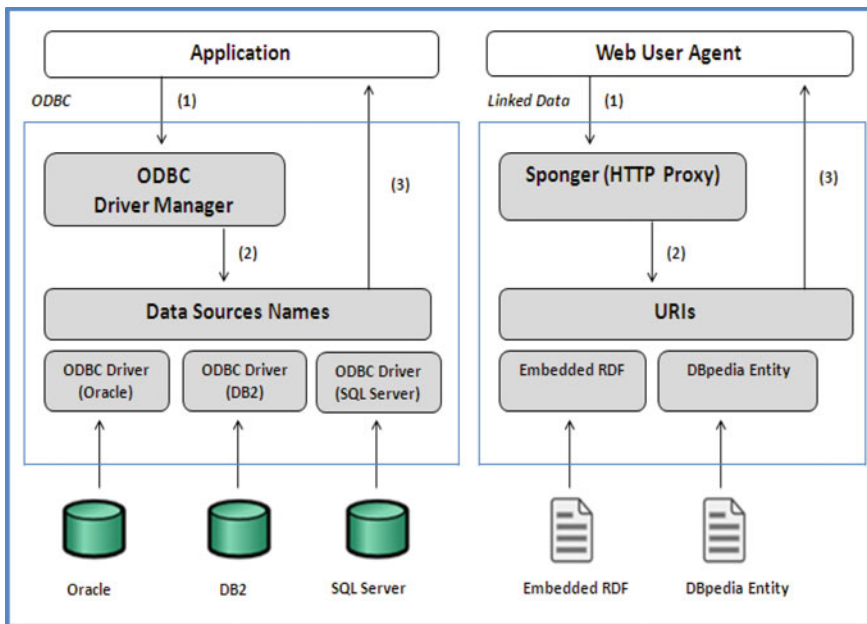 Application
ODBC
(1)
ODBC
Driver Manager
(2)
(3)
Data Sources Names
ODBC Driver
(Oracle)
ODBC Driver
(DB2)
ODBC Driver
(SQL Server)
Oracle
DB2
SQL Server
Web User Agent
Linked Data
(1)
Sponger (HTTP Proxy)
(2)
(3)
URIs
Embedded RDF
DBpedia Entity
Embedded RDF
DBpedia Entity